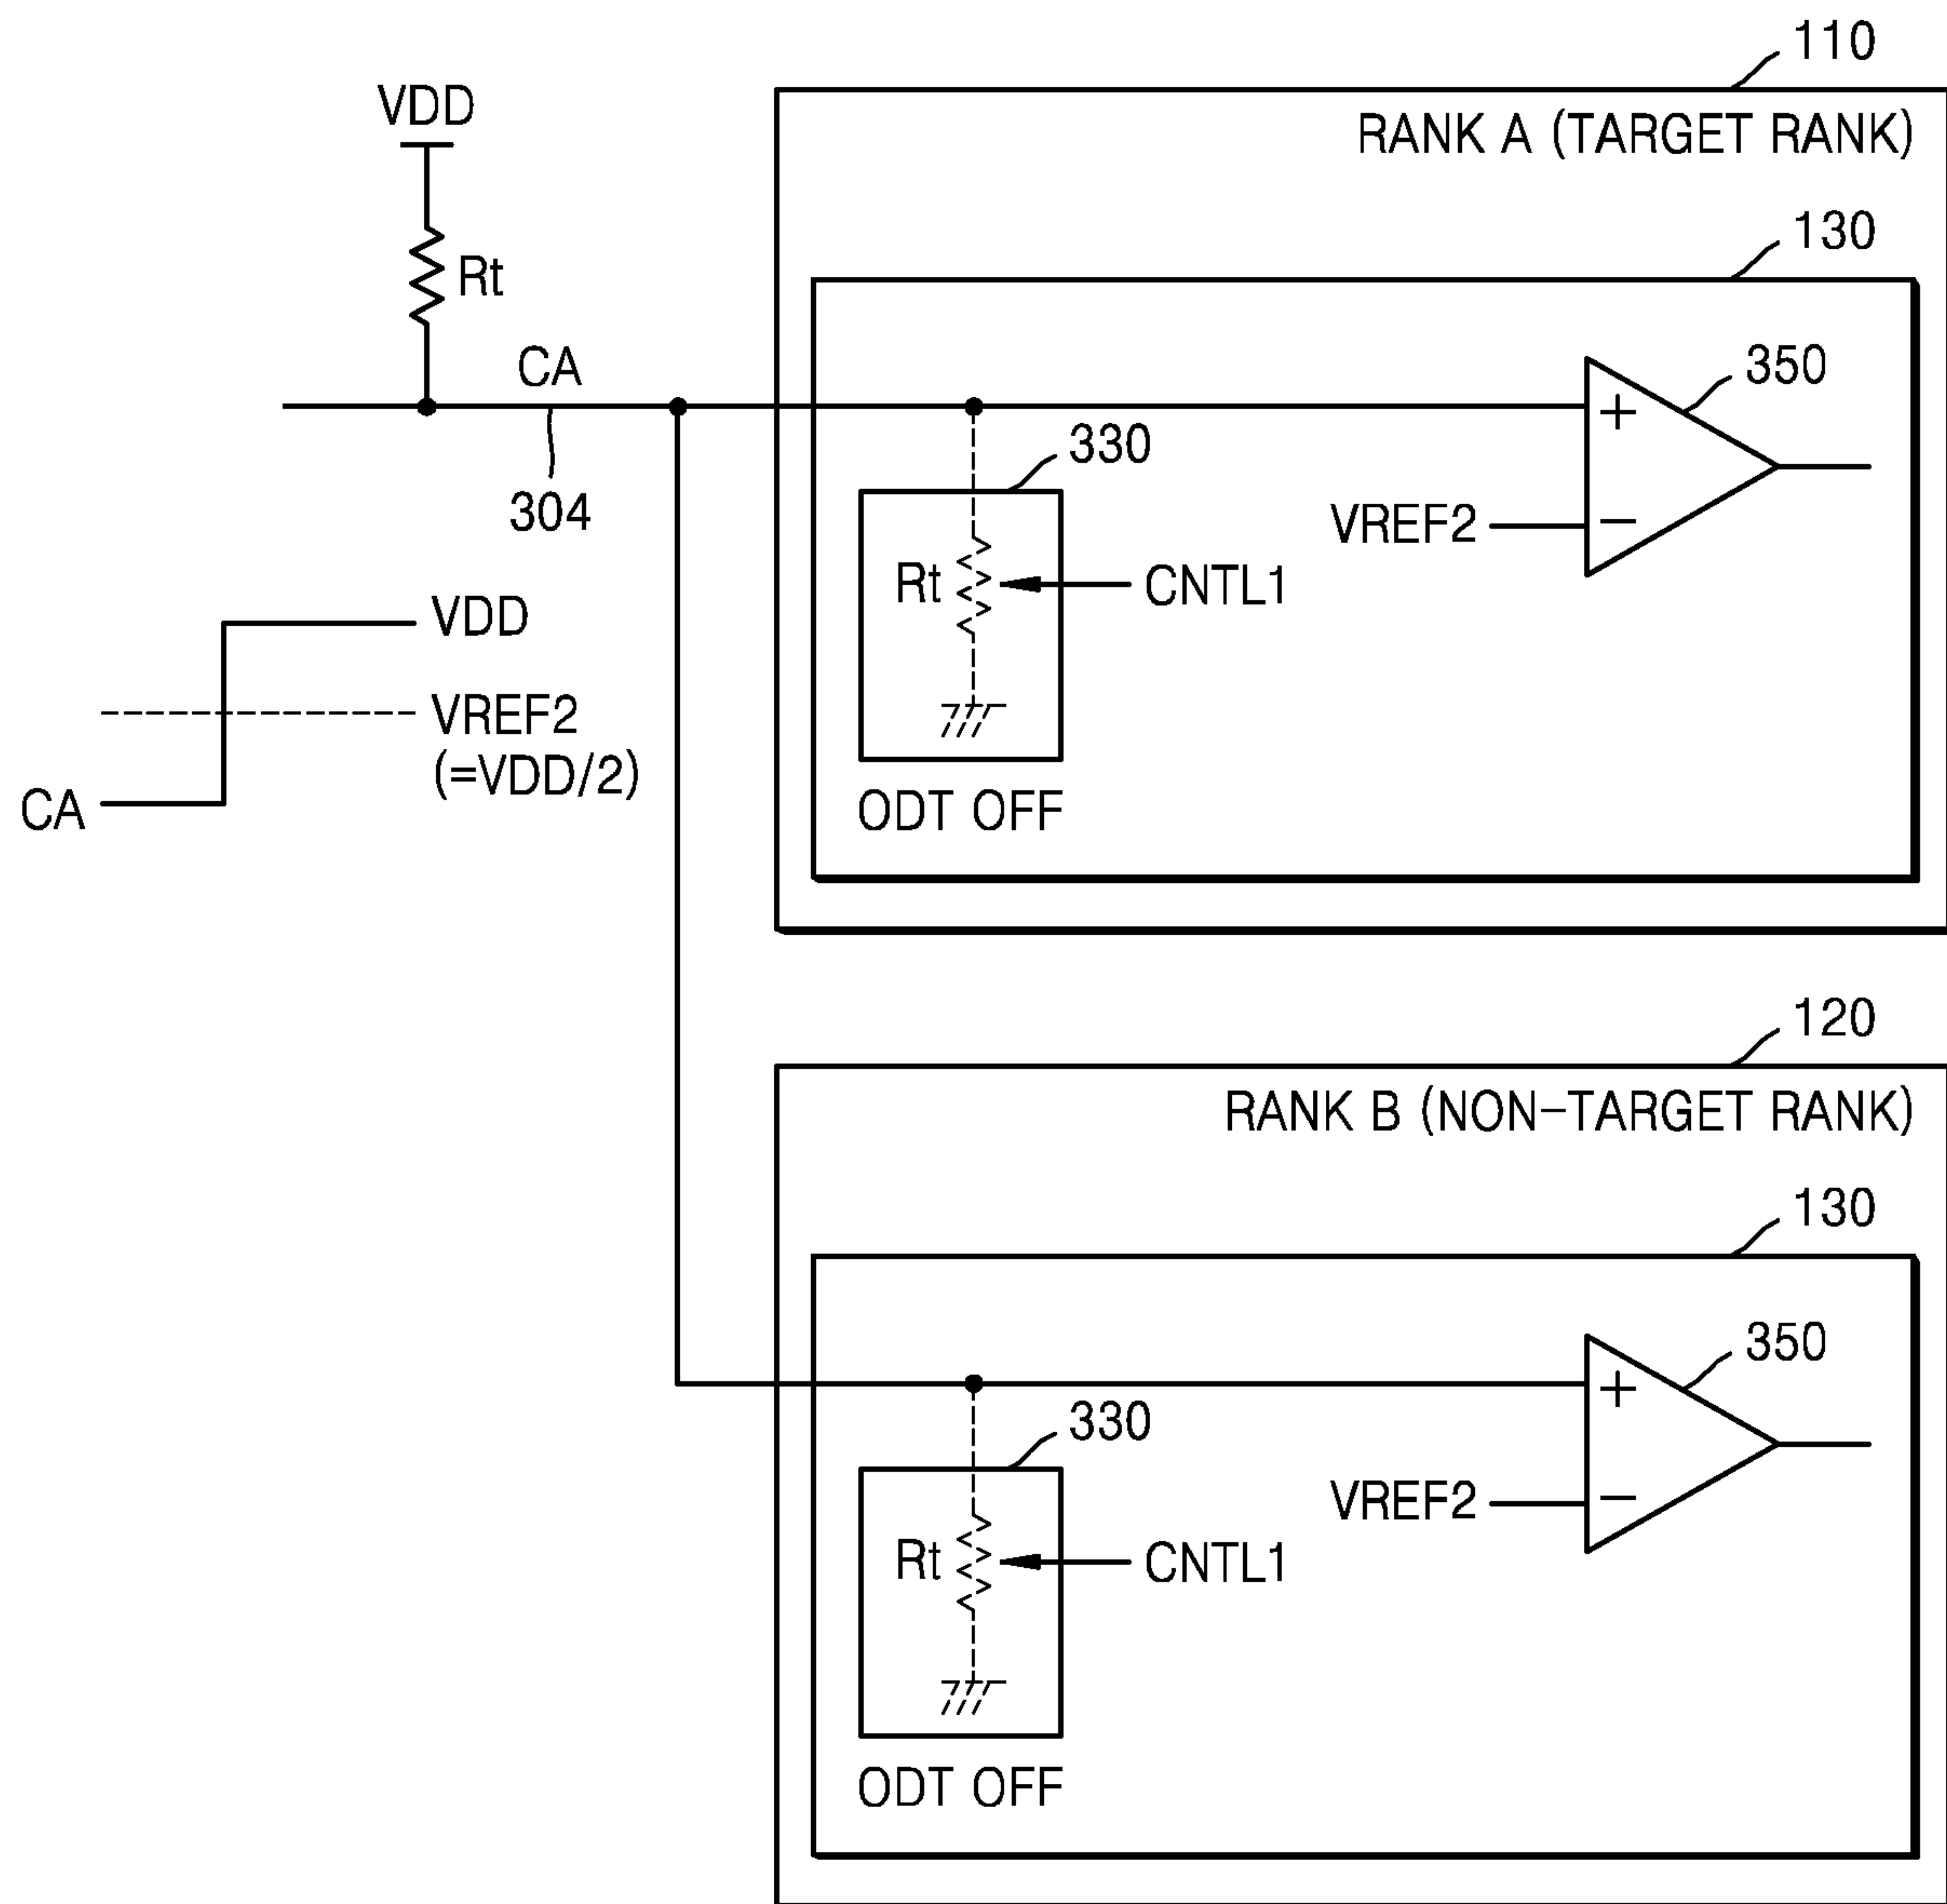 110
VDD
RANK A (TARGET RANK)
130
Rt
CA
350
+
330
304
VREF2
−
Rt
CNTL1
VDD
VREF2
(=VDD/2)
CA
ODT OFF
120
RANK B (NON-TARGET RANK)
130
350
+
330
VREF2
−
Rt
CNTL1
ODT OFF